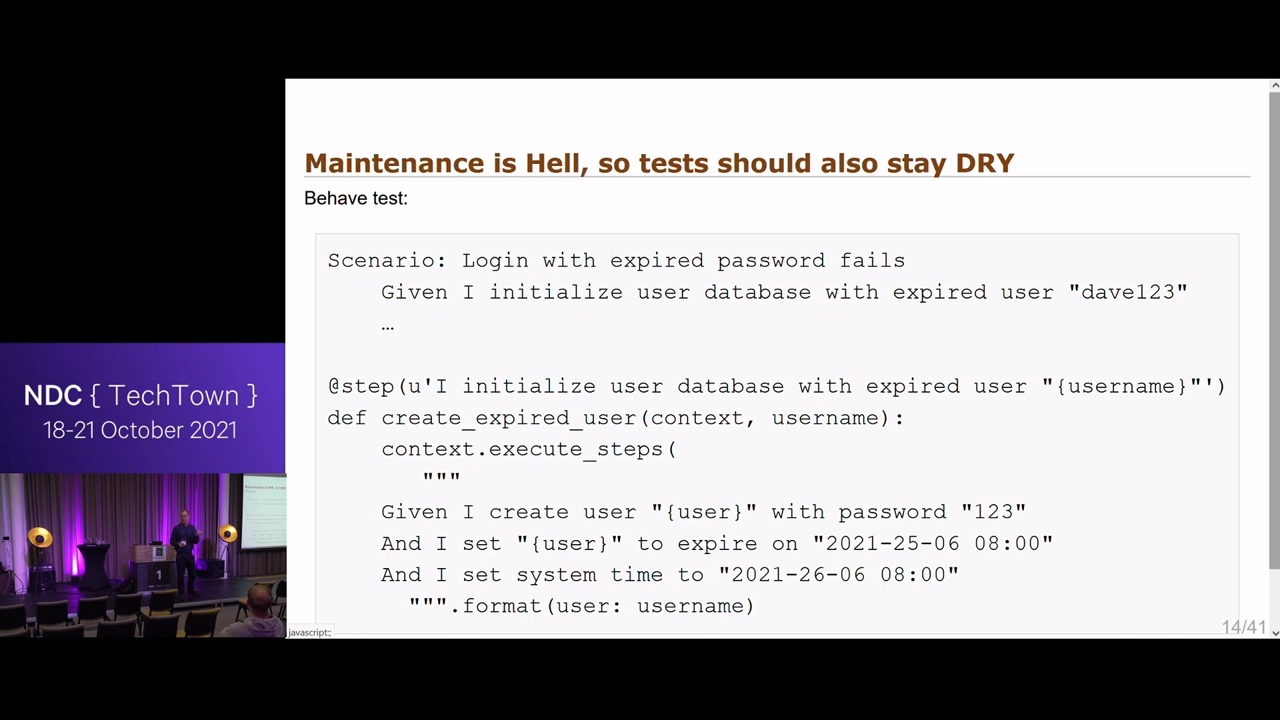 Maintenance is Hell, so tests should also stay DRY
Behave test:
Scenario: Login with expired password fails
Given I initialize user database with expired user "dave123"
…
@step(u'I initialize user database with expired user "{username}"')
def create_expired_user(context, username):
context.execute_steps(
"""
Given I create user "{user}" with password "123"
And I set "{user}" to expire on "2021-25-06 08:00"
And I set system time to "2021-26-06 08:00"
""".format(user: username)
14/41
javascript:;
NDC { TechTown }
18-21 October 2021
1